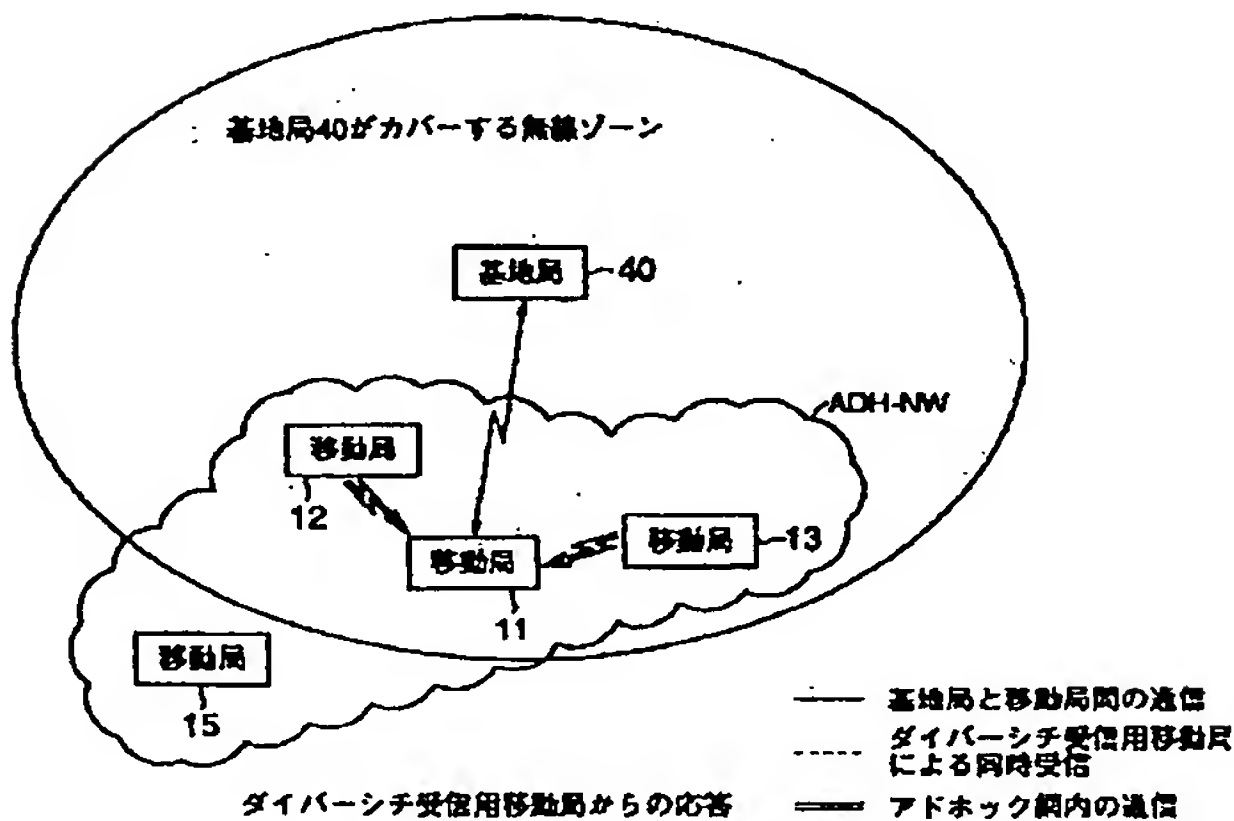 基地局40がカバーする無線ゾーン
基地局
40
ADH-NW
移動局
12
移動局
13
移動局
11
移動局
15
基地局と移動局間の通信
ダイバーシチ受信用移動局
による同時受信
ダイバーシチ受信用移動局からの応答
アドホック網内の通信